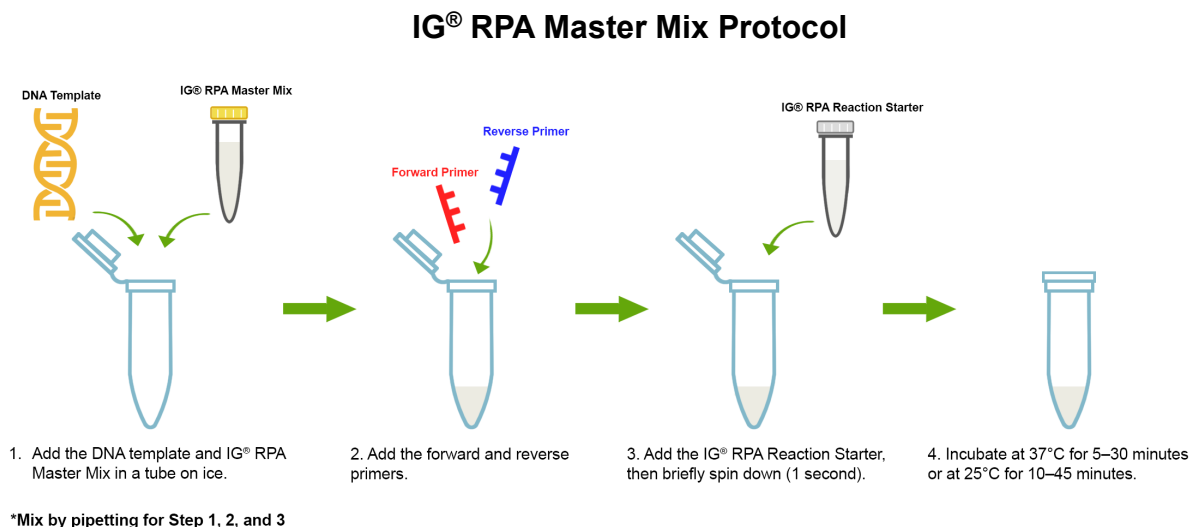 IG® RPA Master Mix Protocol
DNA Template
IG® RPA Master Mix
Forward Primer
Reverse Primer
IG® RPA Reaction Starter
1. Add the DNA template and IG® RPA
Master Mix in a tube on ice.
2. Add the forward and reverse
primers.
3. Add the IG® RPA Reaction Starter,
then briefly spin down (1 second).
4. Incubate at 37°C for 5–30 minutes
or at 25°C for 10–45 minutes.
*Mix by pipetting for Step 1, 2, and 3